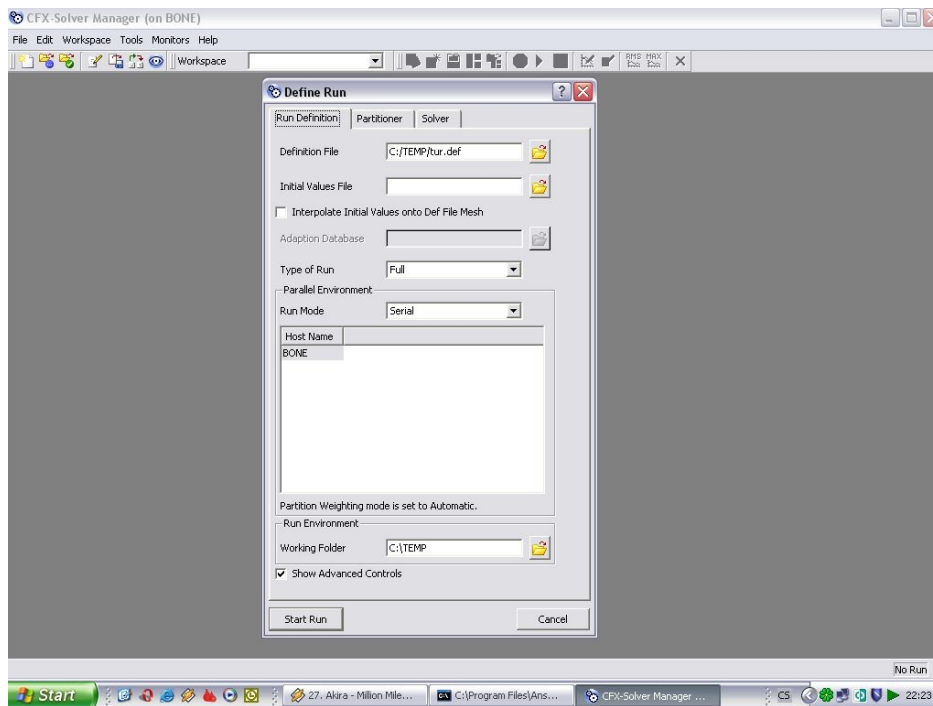 CFX-Solver Manager (on BONE)
File Edit Workspace Tools Monitors Help
Workspace
RMS MAX
Define Run
Run Definition Partitioner Solver
Definition File C:/TEMP/tur.def
Initial Values File
Interpolate Initial Values onto Def File Mesh
Adaption Database
Type of Run Full
Parallel Environment
Run Mode Serial
Host Name
BONE
Partition Weighting mode is set to Automatic.
Run Environment
Working Folder C:\TEMP
Show Advanced Controls
Start Run Cancel
No Run
Start 27. Akira - Milion Mile... C:\Program Files\Ans... CFX-Solver Manager ... CS 22:23